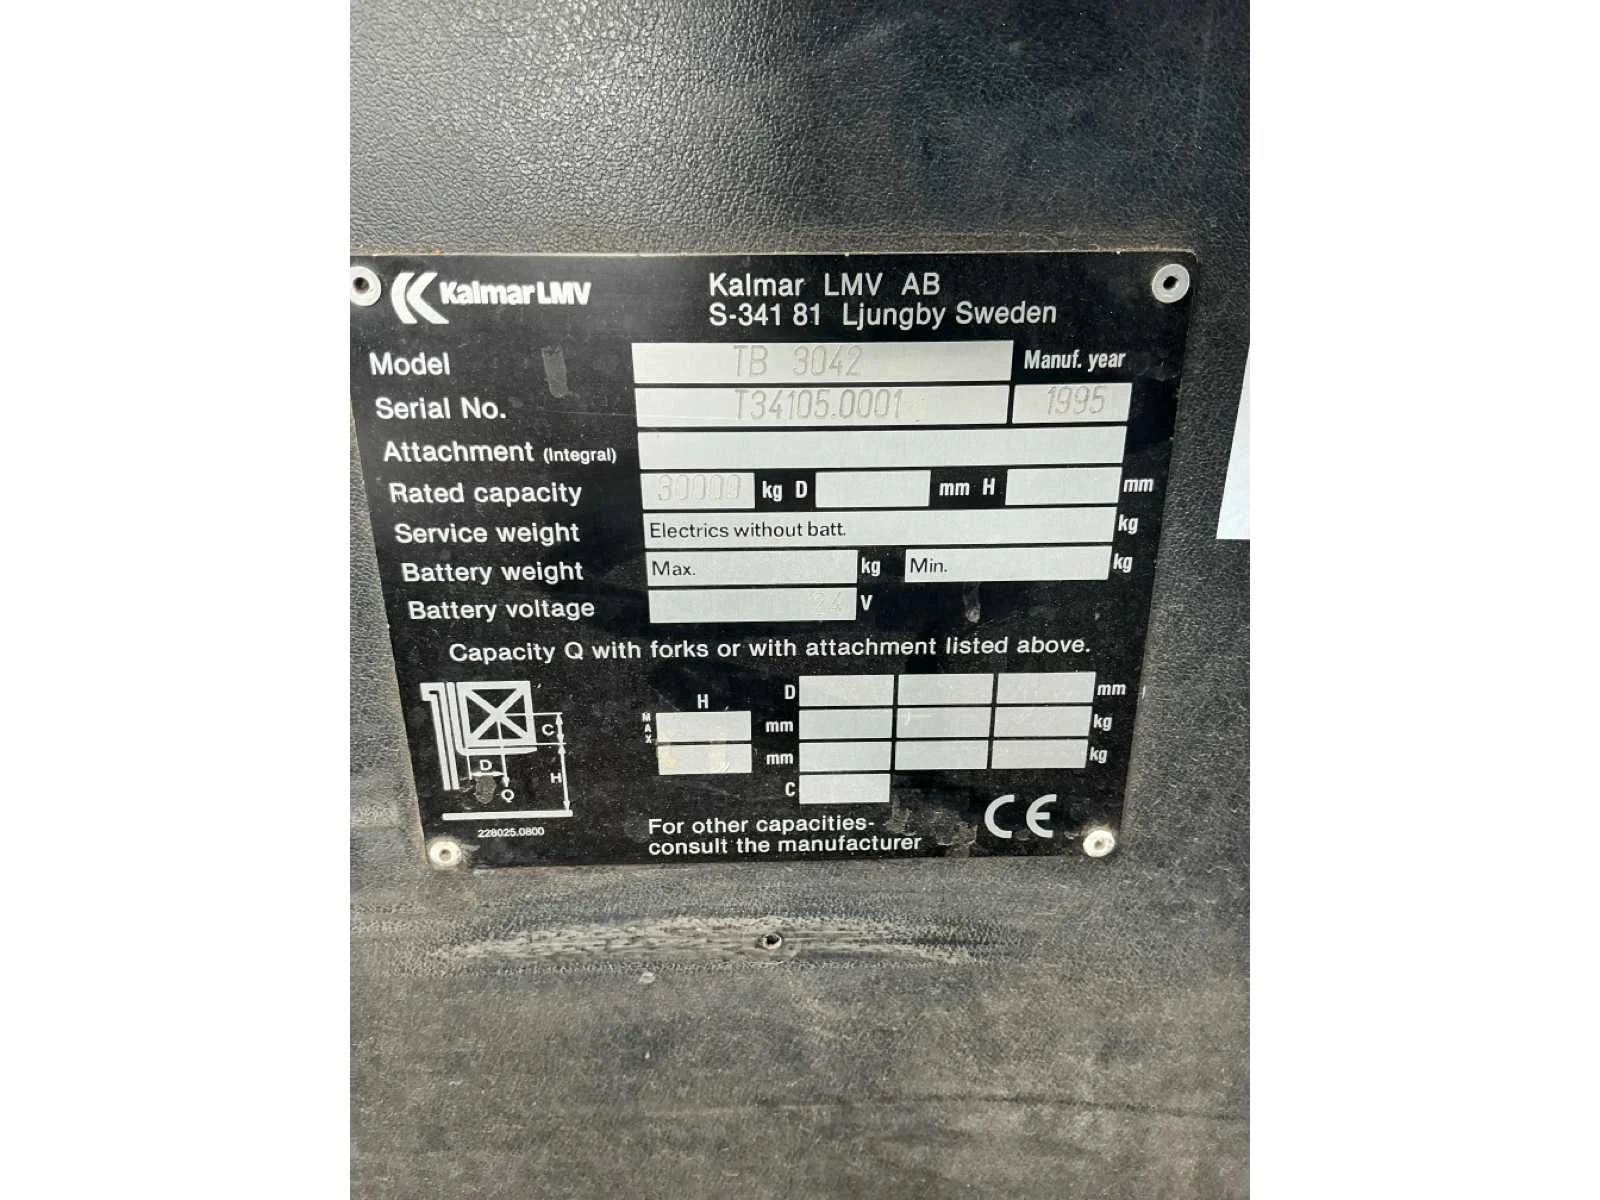 Kalmar LMV
Kalmar LMV AB
S-341 81 Ljungby Sweden
Model TB 3042 Manuf. year
Serial No. T34105.0001 1995
Attachment (Integral)
Rated capacity 30000 kg D mm H mm
Service weight Electrics without batt. kg
Battery weight Max. kg Min. kg
Battery voltage 24 V
Capacity Q with forks or with attachment listed above.
H D mm
MAX mm kg
mm kg
C
C
D
H
Q
228025.0800
For other capacities-
consult the manufacturer
CE